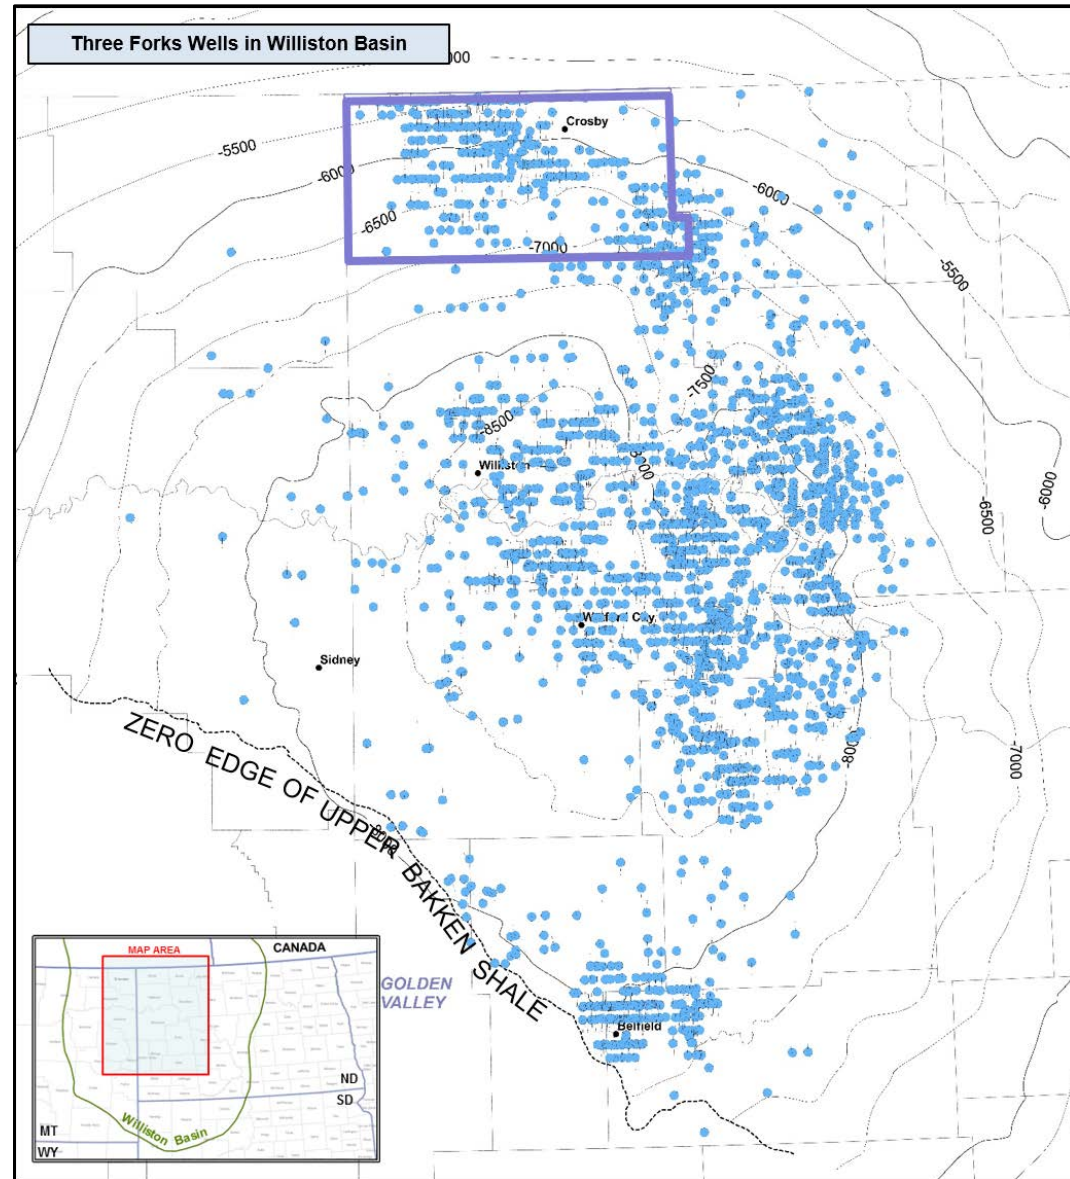 Three Forks Wells in Williston Basin
Crosby
-5500
-6000
-6500
-7000
-6000
-5500
-7500
-8500
Williston
-6000
-6500
Watford City
Sidney
-7000
ZERO EDGE OF UPPER BAKKEN SHALE
GOLDEN
VALLEY
Belfield
MAP AREA
CANADA
ND
SD
MT
WY
Williston Basin